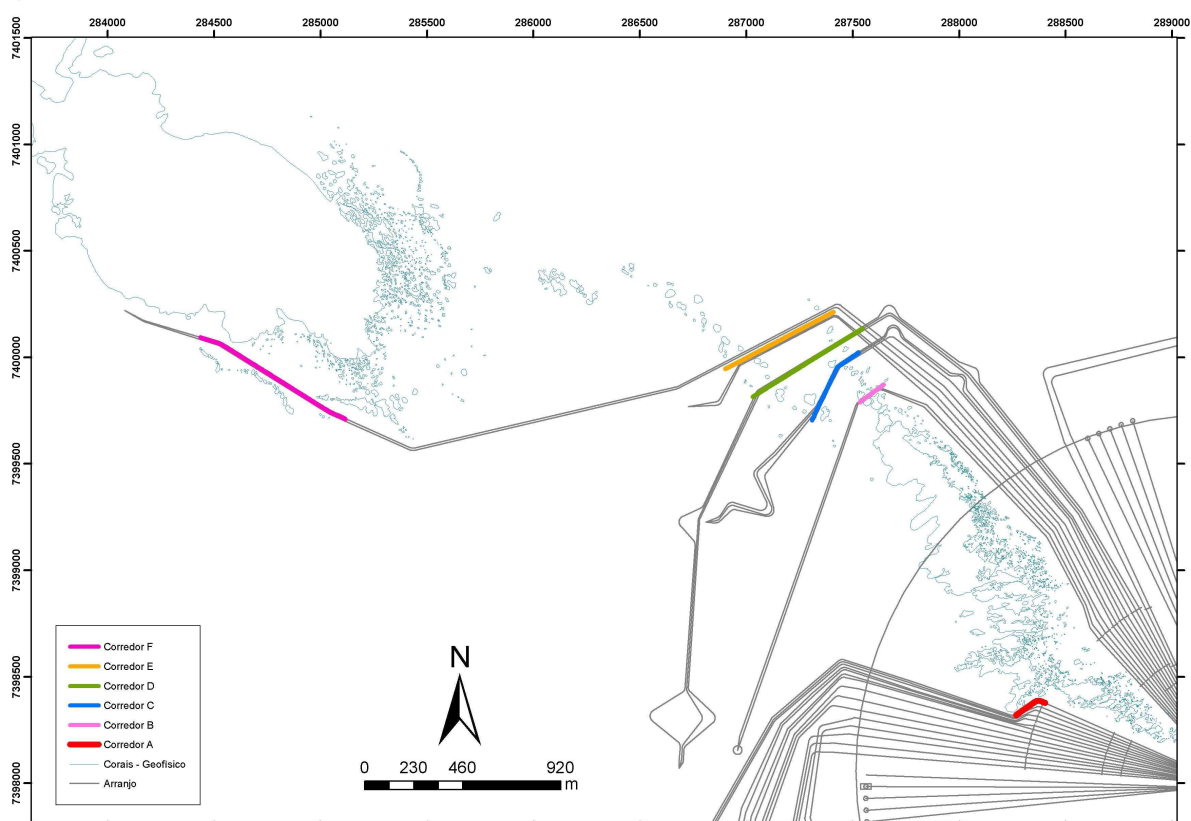 284000 284500 285000 285500 286000 286500 287000 287500 288000 288500 289000
7401500
7401000
7400500
7400000
7399500
7399000
7398500
7398000
Corredor F
Corredor E
Corredor D
Corredor C
Corredor B
Corredor A
Corais - Geofisico
Arranjo
N
0 230 460 920
m